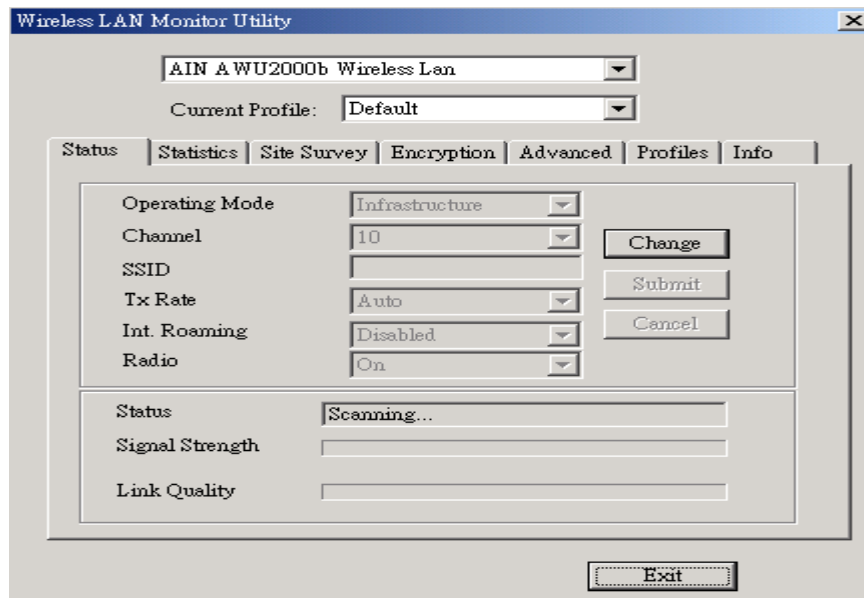 Wireless LAN Monitor Utility
AIN AWU2000b Wireless Lan
Current Profile: Default
Status Statistics Site Survey Encryption Advanced Profiles Info
Operating Mode Infrastructure
Channel 10
Change
SSID
Submit
Tx Rate Auto
Cancel
Int. Roaming Disabled
Radio On
Status Scanning...
Signal Strength
Link Quality
Exit